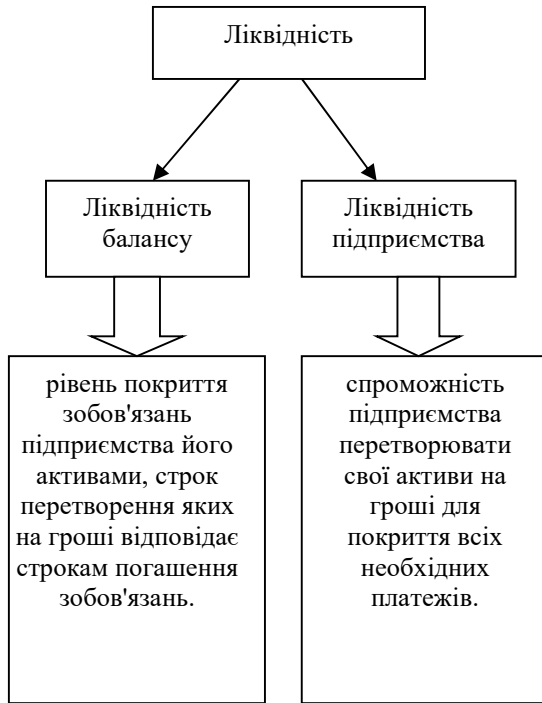 Ліквідність
Ліквідність
балансу
Ліквідність
підприємства
рівень покриття
зобов'язань
підприємства його
активами, строк
перетворення яких
на гроші відповідає
строкам погашення
зобов'язань.
спроможність
підприємства
перетворювати
свої активи на
гроші для
покриття всіх
необхідних
платежів.